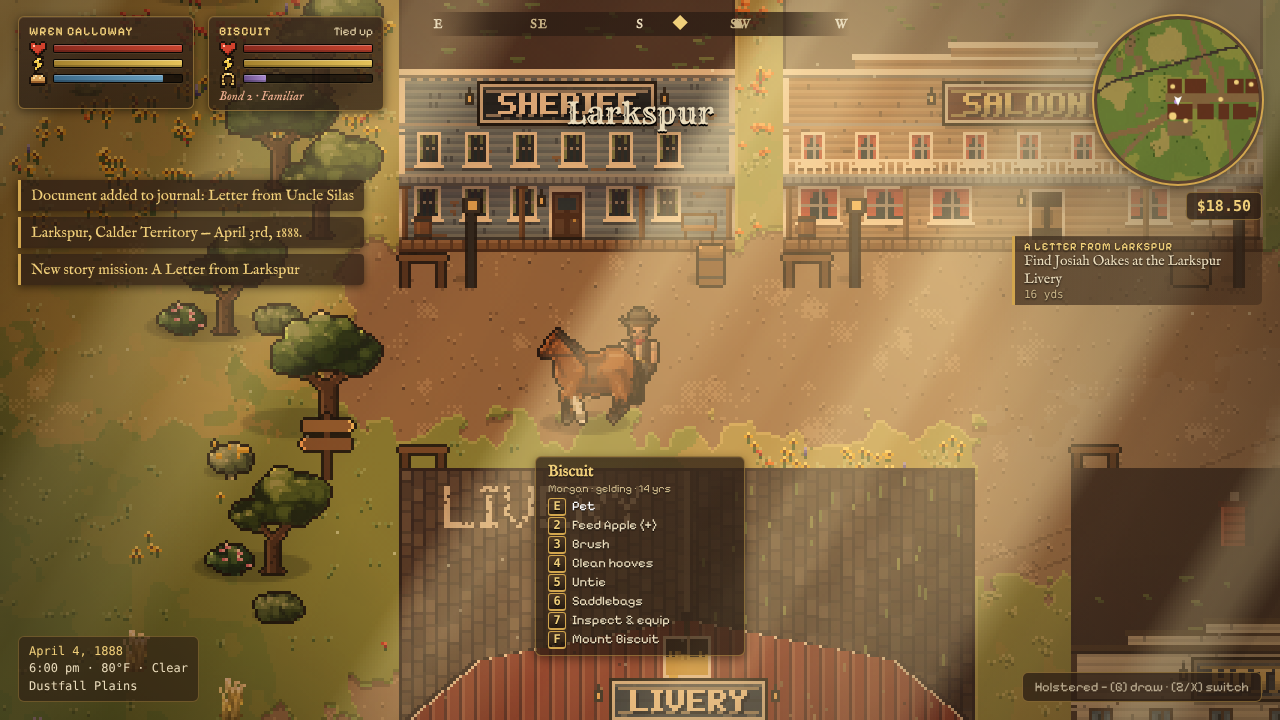 WREN CALLOWAY
BISCUIT
Tied up
Bond 2 · Familiar
E
SE
S
SW
W
SHERIFF
Larkspur
SALOON
Document added to journal: Letter from Uncle Silas
Larkspur, Calder Territory — April 3rd, 1888.
New story mission: A Letter from Larkspur
$18.50
A LETTER FROM LARKSPUR
Find Josiah Oakes at the Larkspur
Livery
16 yds
Biscuit
Morgan · gelding · 14 yrs
E Pet
2 Feed Apple (+)
3 Brush
4 Clean hooves
5 Untie
6 Saddlebags
7 Inspect & equip
F Mount Biscuit
LIVERY
April 4, 1888
6:00 pm · 80°F · Clear
Dustfall Plains
Holstered – (G) draw · (Z/X) switch